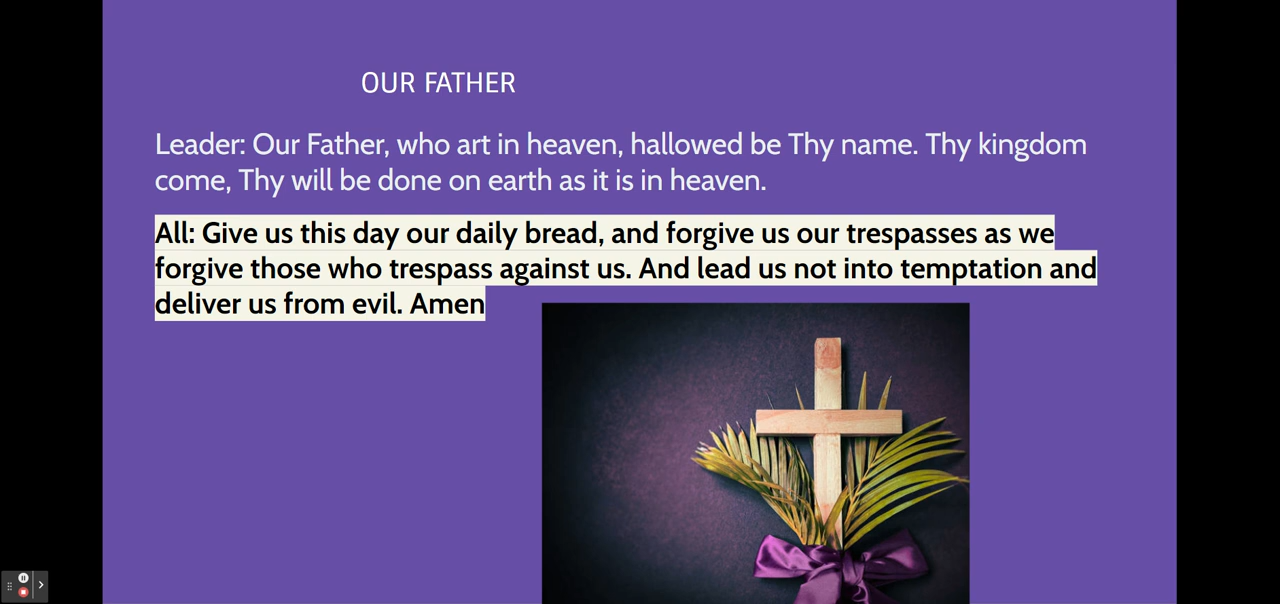 OUR FATHER
Leader: Our Father, who art in heaven, hallowed be Thy name. Thy kingdom
come, Thy will be done on earth as it is in heaven.
All: Give us this day our daily bread, and forgive us our trespasses as we
forgive those who trespass against us. And lead us not into temptation and
deliver us from evil. Amen